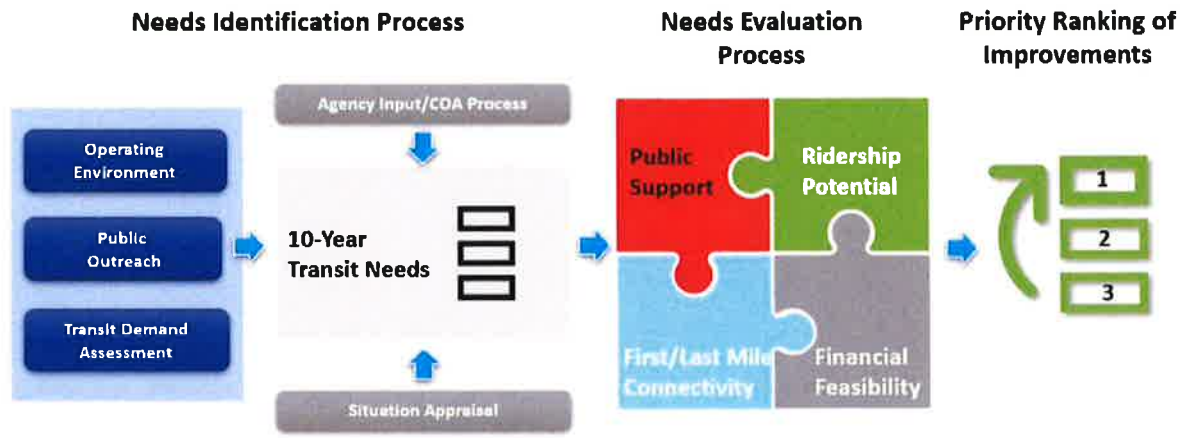 Needs Identification Process
Needs Evaluation
Process
Priority Ranking of
Improvements
Agency Input/COA Process
Operating
Environment
Public
Outreach
Transit Demand
Assessment
10-Year
Transit Needs
Situation Appraisal
Public
Support
Ridership
Potential
First/Last Mile
Connectivity
Financial
Feasibility
1
2
3